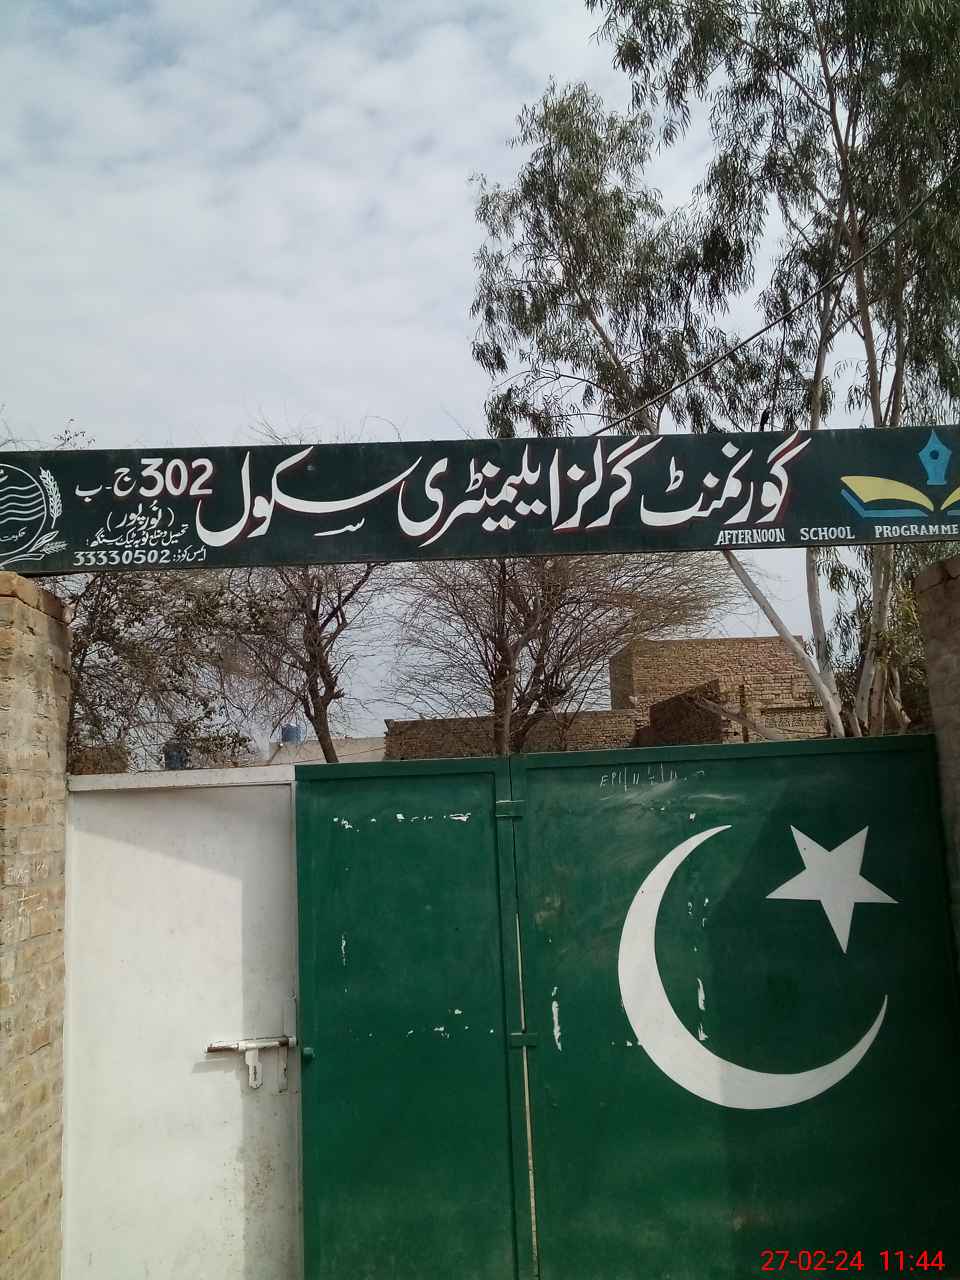 گورنمنٹ گرلز ایلیمنٹری سکول 302 ج۔ب
(نورپور)
تحصیل و ضلع ٹوبہ ٹیک سنگھ
ایمس کوڈ: 33330502
AFTERNOON SCHOOL PROGRAMME
حکومت
27-02-24 11:44